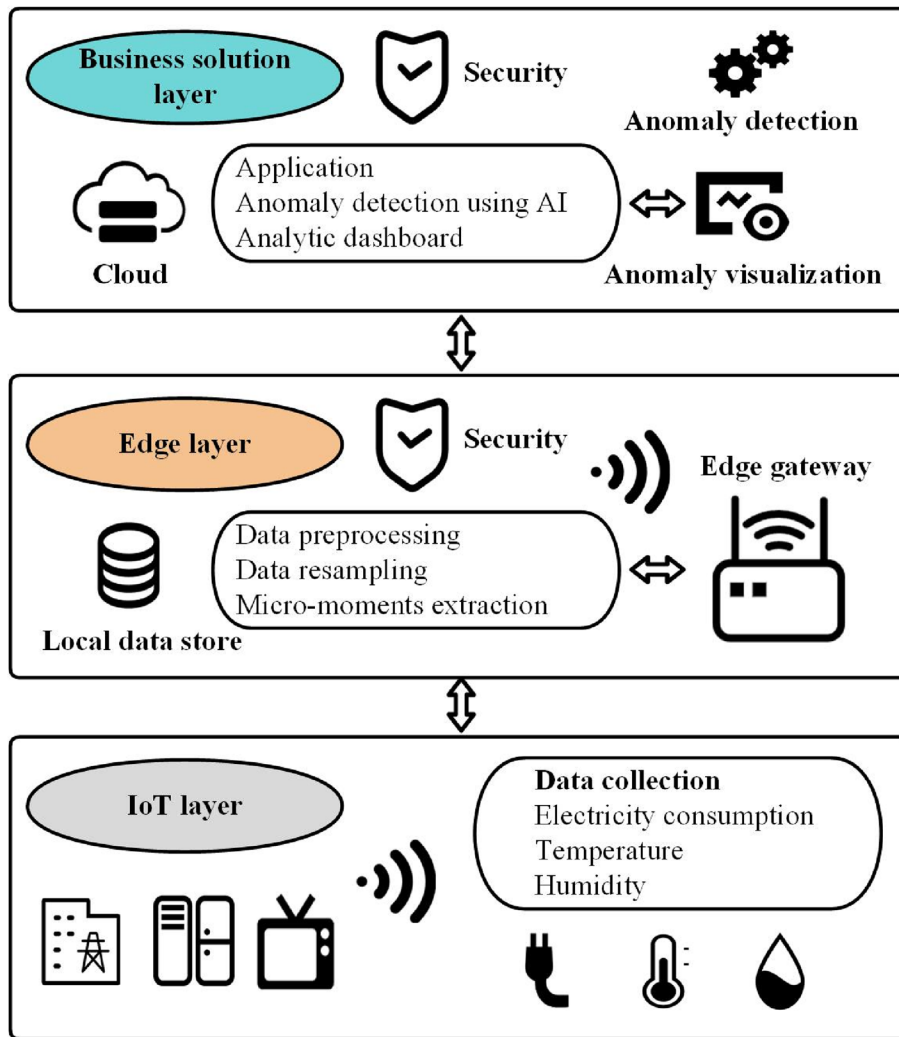 Business solution
layer
Security
Anomaly detection
Application
Anomaly detection using AI
Analytic dashboard
Cloud
Anomaly visualization
Edge layer
Security
Edge gateway
Data preprocessing
Data resampling
Micro-moments extraction
Local data store
IoT layer
Data collection
Electricity consumption
Temperature
Humidity